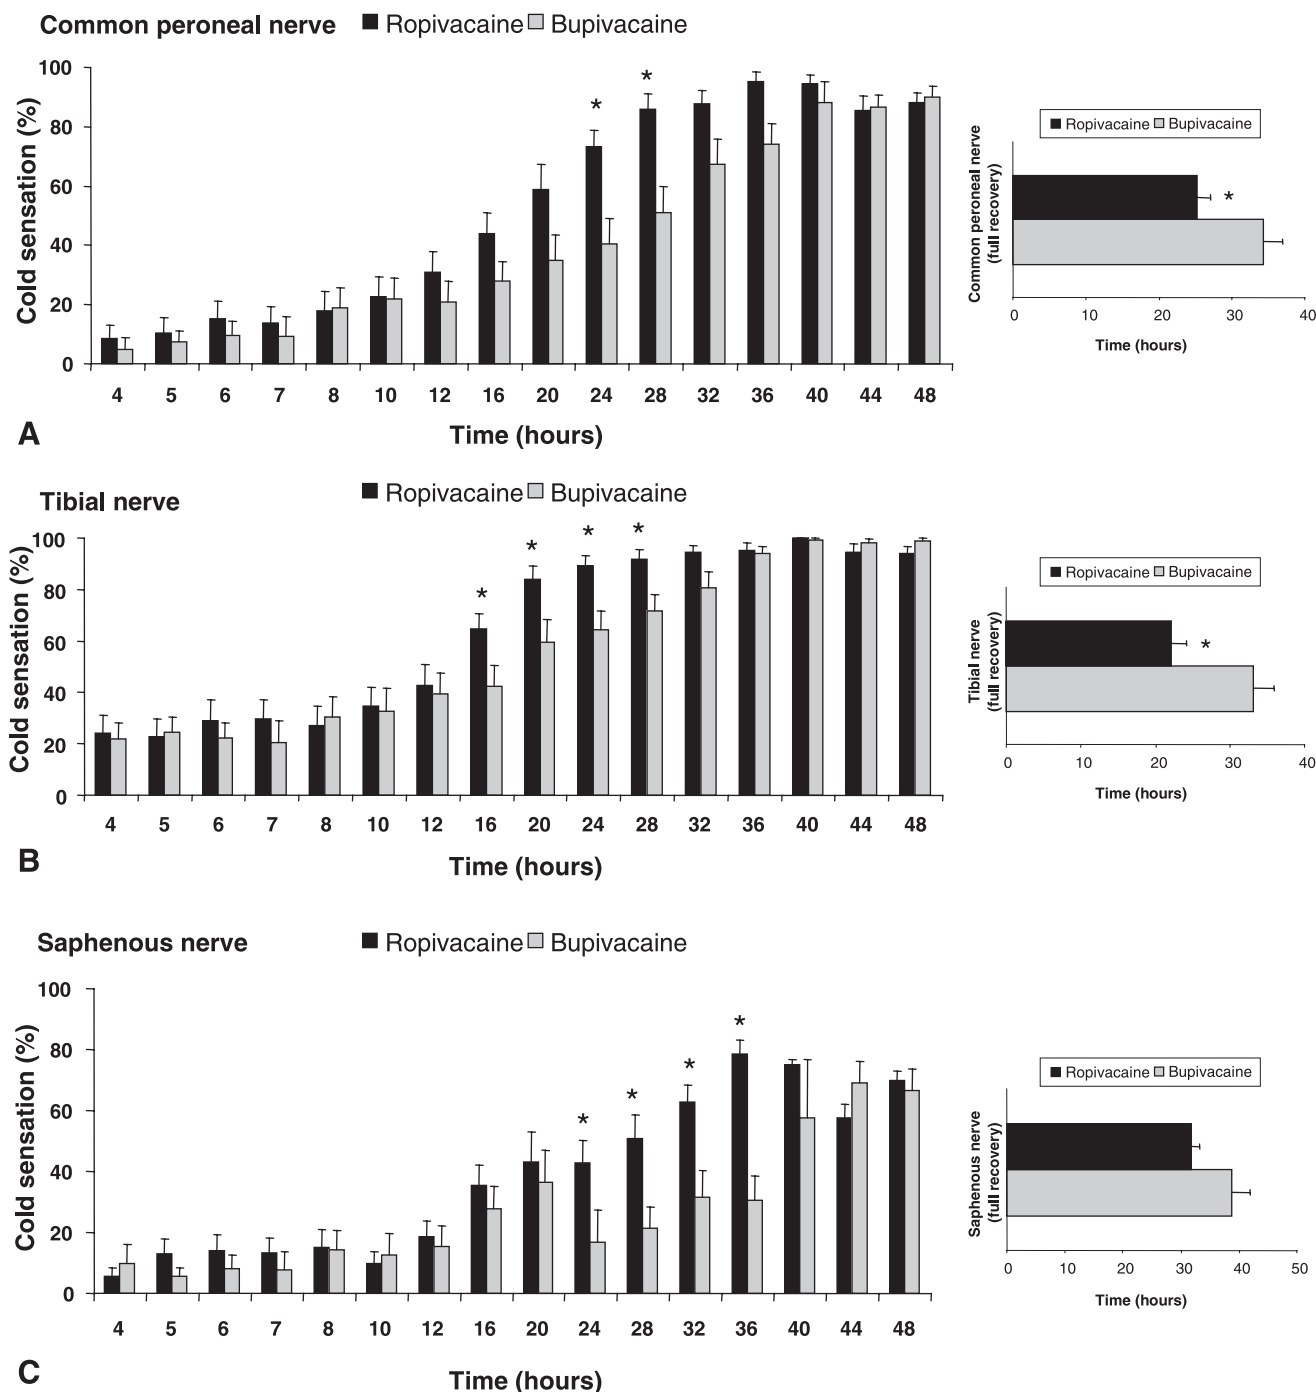 Common peroneal nerve ■ Ropivacaine □ Bupivacaine
Cold sensation (%)
100
80
60
40
20
0
4 5 6 7 8 10 12 16 20 24 28 32 36 40 44 48
Time (hours)
A
* *
Ropivacaine Bupivacaine
Common peroneal nerve
(full recovery)
*
0 10 20 30 40
Time (hours)
Tibial nerve Ropivacaine Bupivacaine
Cold sensation (%)
100
80
60
40
20
0
* * * *
4 5 6 7 8 10 12 16 20 24 28 32 36 40 44 48
Time (hours)
B
Ropivacaine Bupivacaine
Tibial nerve
(full recovery)
*
0 10 20 30 40
Time (hours)
Saphenous nerve Ropivacaine Bupivacaine
Cold sensation (%)
100
80
60
40
20
0
* * * *
4 5 6 7 8 10 12 16 20 24 28 32 36 40 44 48
Time (hours)
C
Ropivacaine Bupivacaine
Saphenous nerve
(full recovery)
0 10 20 30 40 50
Time (hours)